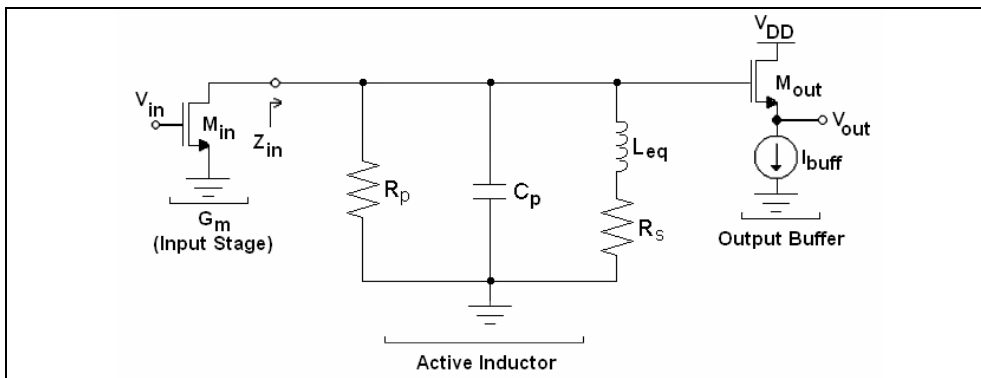 V_DD
M_out
V_in
M_in
Z_in
R_p
C_p
L_eq
R_s
V_out
I_buff
G_m
(Input Stage)
Output Buffer
Active Inductor